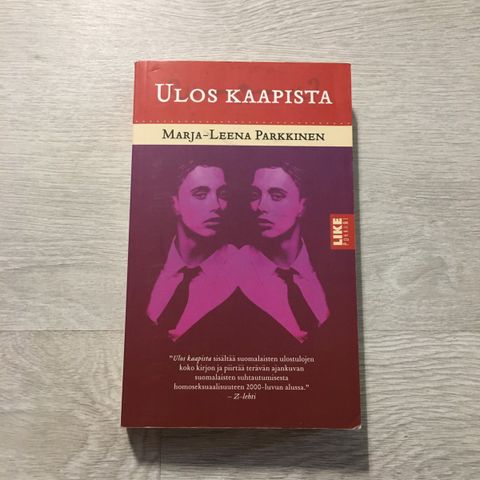 ULOS KAAPISTA
MARJA-LEENA PARKKINEN
LIKE
POKKARI
"Ulos kaapista sisältää suomalaisten ulostulojen
koko kirjon ja piirtää terävän ajankuvan
suomalaisten suhtautumisesta
homoseksuaalisuuteen 2000-luvun alussa."
– Z-lehti